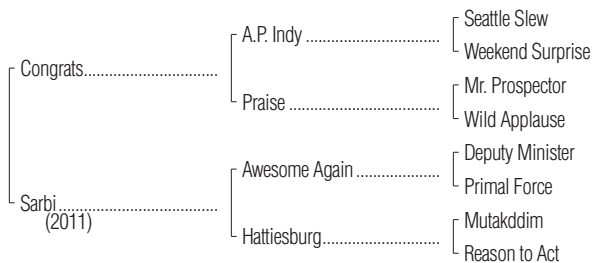 Seattle Slew
A.P. Indy ..............................
Weekend Surprise
Congrats..............................
Mr. Prospector
Praise ..................................
Wild Applause
Deputy Minister
Awesome Again ...................
Primal Force
Sarbi....................................
(2011)
Mutakddim
Hattiesburg..........................
Reason to Act